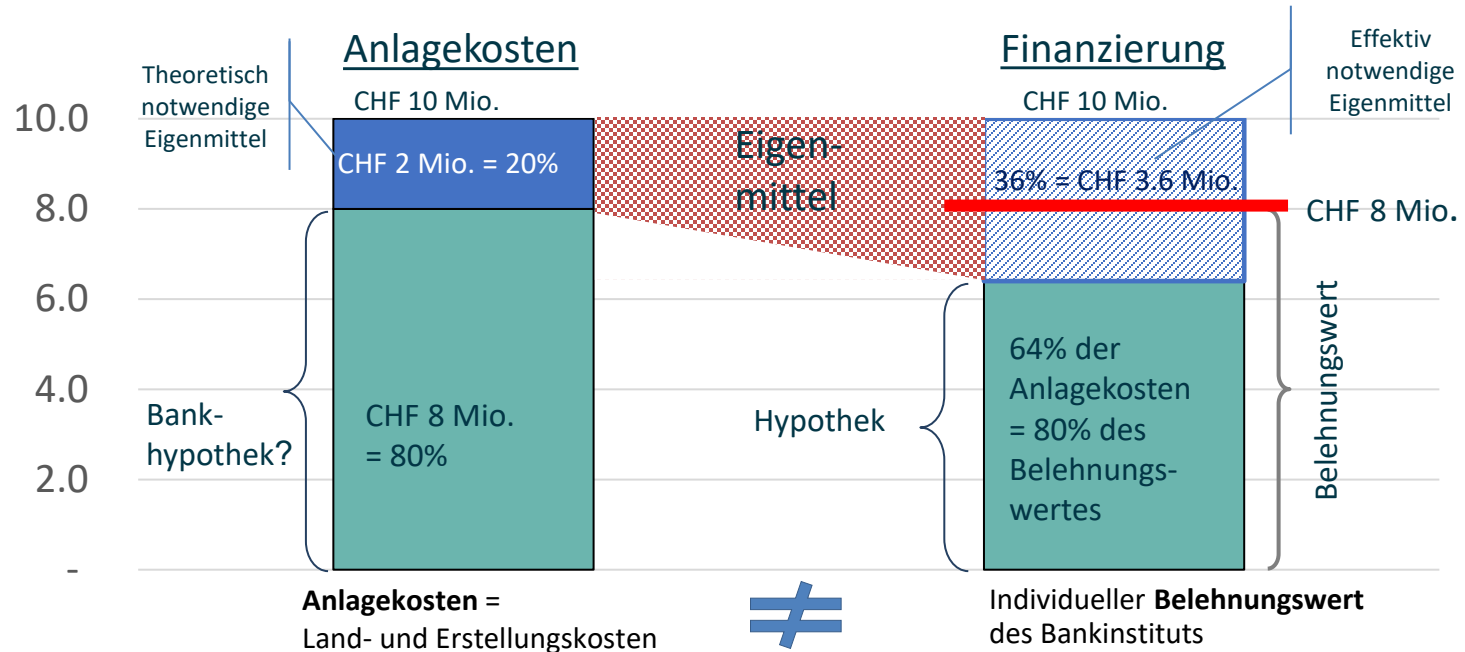 Anlagekosten
CHF 10 Mio.
Theoretisch
notwendige
Eigenmittel
CHF 2 Mio. = 20%
Eigen-
mittel
Finanzierung
CHF 10 Mio.
Effektiv
notwendige
Eigenmittel
36% = CHF 3.6 Mio.
CHF 8 Mio.
10.0
8.0
6.0
4.0
2.0
-
Bank-
hypothek?
CHF 8 Mio.
= 80%
Hypothek
64% der
Anlagekosten
= 80% des
Belehnungs-
wertes
Belehnungswert
Anlagekosten =
Land- und Erstellungskosten
≠
Individueller Belehnungswert
des Bankinstituts